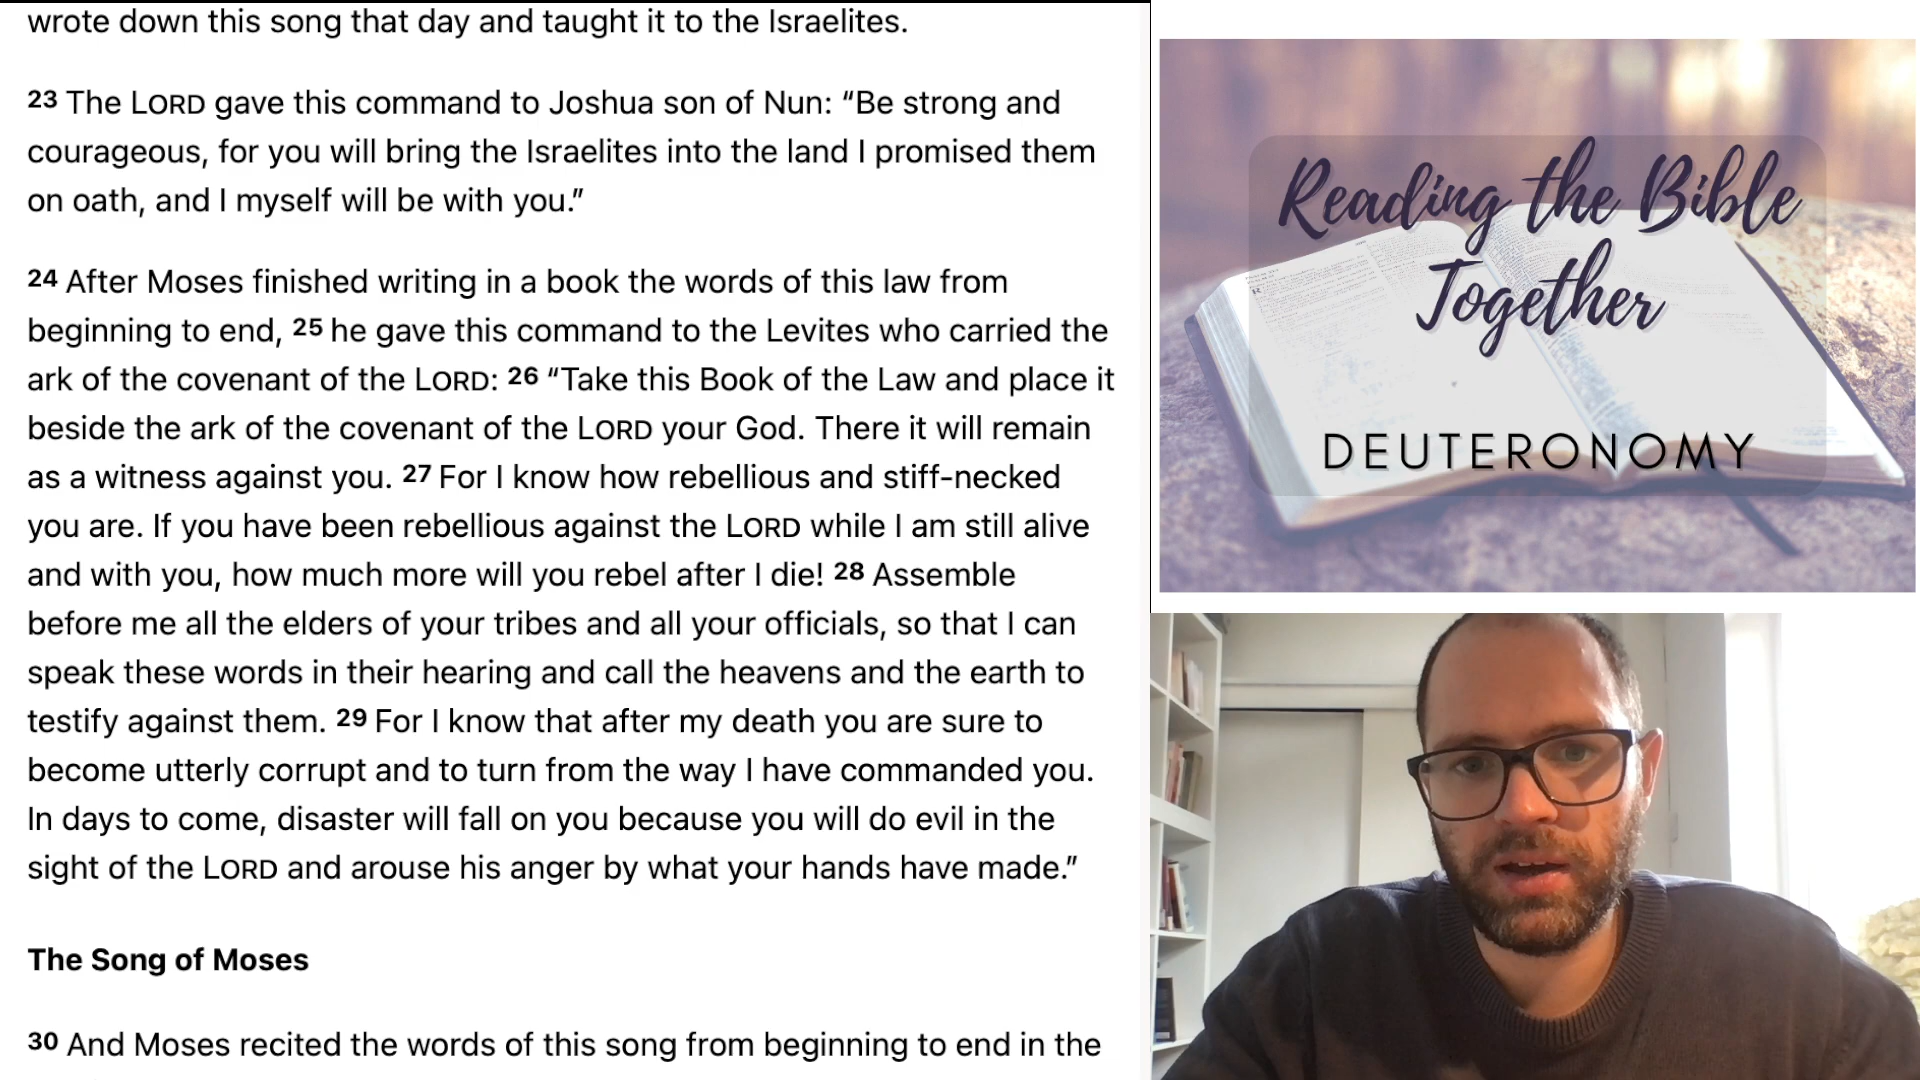 wrote down this song that day and taught it to the Israelites.
23 The LORD gave this command to Joshua son of Nun: “Be strong and
courageous, for you will bring the Israelites into the land I promised them
on oath, and I myself will be with you.”
24 After Moses finished writing in a book the words of this law from
beginning to end, 25 he gave this command to the Levites who carried the
ark of the covenant of the LORD: 26 “Take this Book of the Law and place it
beside the ark of the covenant of the LORD your God. There it will remain
as a witness against you. 27 For I know how rebellious and stiff-necked
you are. If you have been rebellious against the LORD while I am still alive
and with you, how much more will you rebel after I die! 28 Assemble
before me all the elders of your tribes and all your officials, so that I can
speak these words in their hearing and call the heavens and the earth to
testify against them. 29 For I know that after my death you are sure to
become utterly corrupt and to turn from the way I have commanded you.
In days to come, disaster will fall on you because you will do evil in the
sight of the LORD and arouse his anger by what your hands have made.”
The Song of Moses
30 And Moses recited the words of this song from beginning to end in the
Reading the Bible
Together
DEUTERONOMY